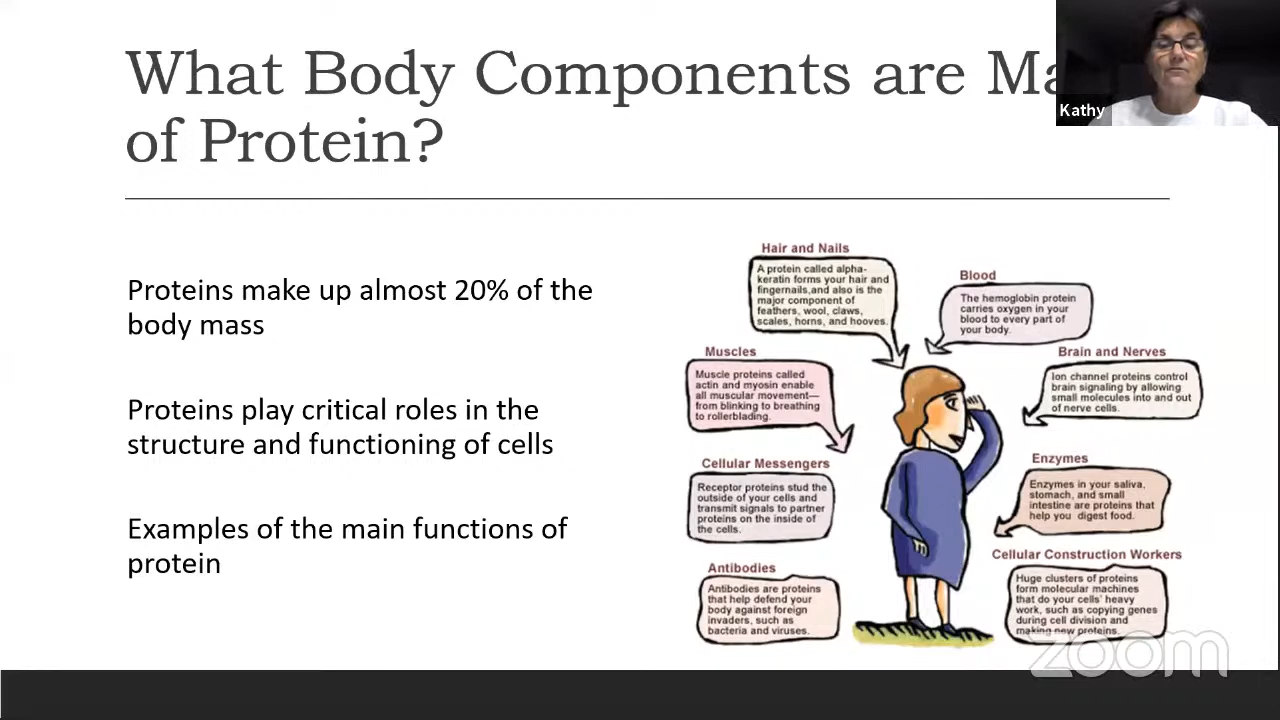 What Body Components are Ma
of Protein?
Kathy
Proteins make up almost 20% of the
body mass
Proteins play critical roles in the
structure and functioning of cells
Examples of the main functions of
protein
Hair and Nails
A protein called alpha-
keratin forms your hair and
fingernails,and also is the
major component of
feathers, wool, claws,
scales, horns, and hooves.
Blood
The hemoglobin protein
carries oxygen in your
blood to every part of
your body.
Muscles
Muscle proteins called
actin and myosin enable
all muscular movement—
from blinking to breathing
to rollerblading.
Brain and Nerves
Ion channel proteins control
brain signaling by allowing
small molecules into and out
of nerve cells.
Cellular Messengers
Receptor proteins stud the
outside of your cells and
transmit signals to partner
proteins on the inside of
the cells.
Enzymes
Enzymes in your saliva,
stomach, and small
intestine are proteins that
help you digest food.
Antibodies
Antibodies are proteins
that help defend your
body against foreign
invaders, such as
bacteria and viruses.
Cellular Construction Workers
Huge clusters of proteins
form molecular machines
that do your cells' heavy
work, such as copying genes
during cell division and
making new proteins.
zoom